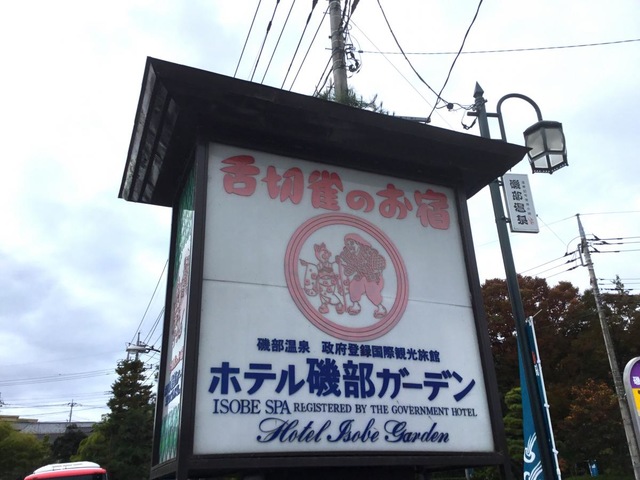 舌切雀のお宿
磯部温泉 政府登録国際観光旅館
ホテル磯部ガーデン
ISOBE SPA REGISTERED BY THE GOVERNMENT HOTEL
Hotel Isobe Garden
磯部温泉